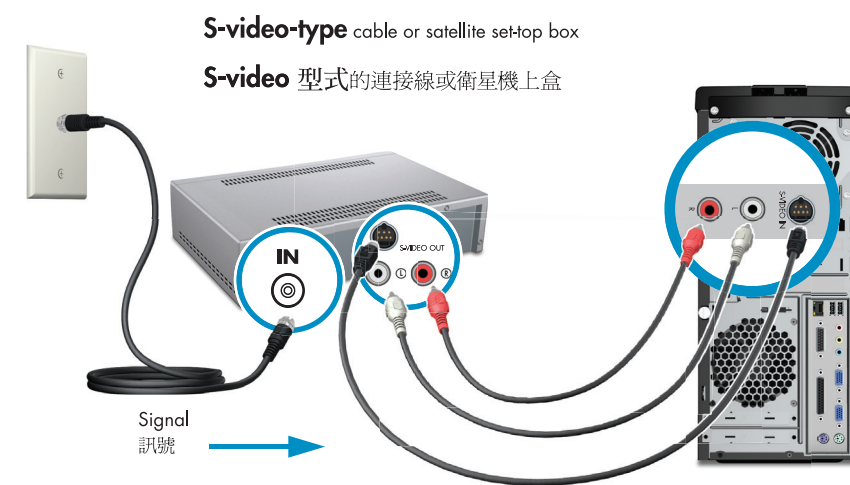 S-video-type cable or satellite set-top box
S-video 型式的連接線或衛星機上盒
IN
S-VIDEO OUT
L R
R L S-VIDEO IN
Signal
訊號